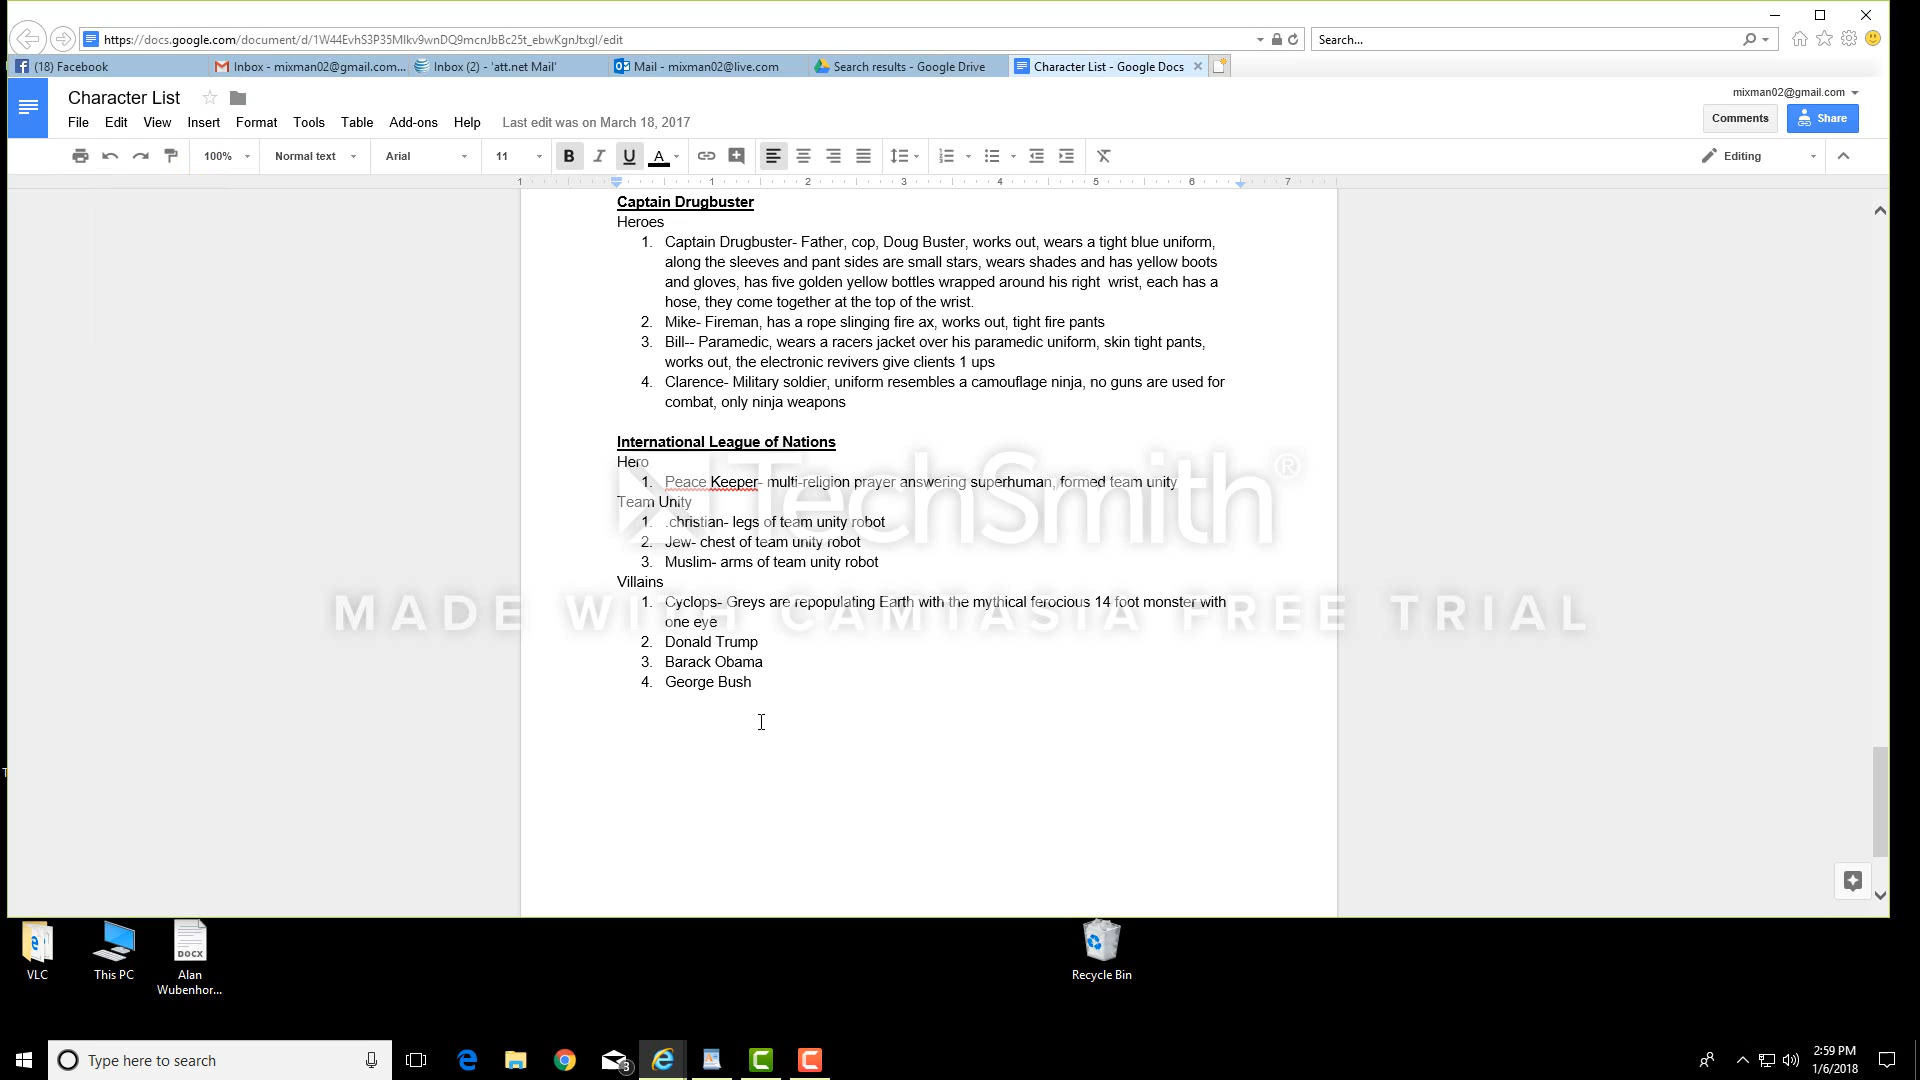 https://docs.google.com/document/d/1W44EvhS3P35MIkv9wnDQ9mcnJbBc25t_ebwKgnJtxgI/edit
Search...
(18) Facebook
Inbox - mixman02@gmail.com...
Inbox (2) - 'att.net Mail'
Mail - mixman02@live.com
Search results - Google Drive
Character List - Google Docs
Character List
mixman02@gmail.com
File Edit View Insert Format Tools Table Add-ons Help Last edit was on March 18, 2017
Comments
Share
100% Normal text Arial 11
Editing
1 1 2 3 4 5 6 7
Captain Drugbuster
Heroes
1. Captain Drugbuster- Father, cop, Doug Buster, works out, wears a tight blue uniform,
along the sleeves and pant sides are small stars, wears shades and has yellow boots
and gloves, has five golden yellow bottles wrapped around his right  wrist, each has a
hose, they come together at the top of the wrist.
2. Mike- Fireman, has a rope slinging fire ax, works out, tight fire pants
3. Bill-- Paramedic, wears a racers jacket over his paramedic uniform, skin tight pants,
works out, the electronic revivers give clients 1 ups
4. Clarence- Military soldier, uniform resembles a camouflage ninja, no guns are used for
combat, only ninja weapons
International League of Nations
Hero
1. Peace Keeper- multi-religion prayer answering superhuman, formed team unity
Team Unity
1. .christian- legs of team unity robot
2. Jew- chest of team unity robot
3. Muslim- arms of team unity robot
Villains
1. Cyclops- Greys are repopulating Earth with the mythical ferocious 14 foot monster with
one eye
2. Donald Trump
3. Barack Obama
4. George Bush
TechSmith®
MADE WITH CAMTASIA FREE TRIAL
VLC
This PC
DOCX
Alan
Wubenhor...
Recycle Bin
Type here to search
3
2:59 PM
1/6/2018